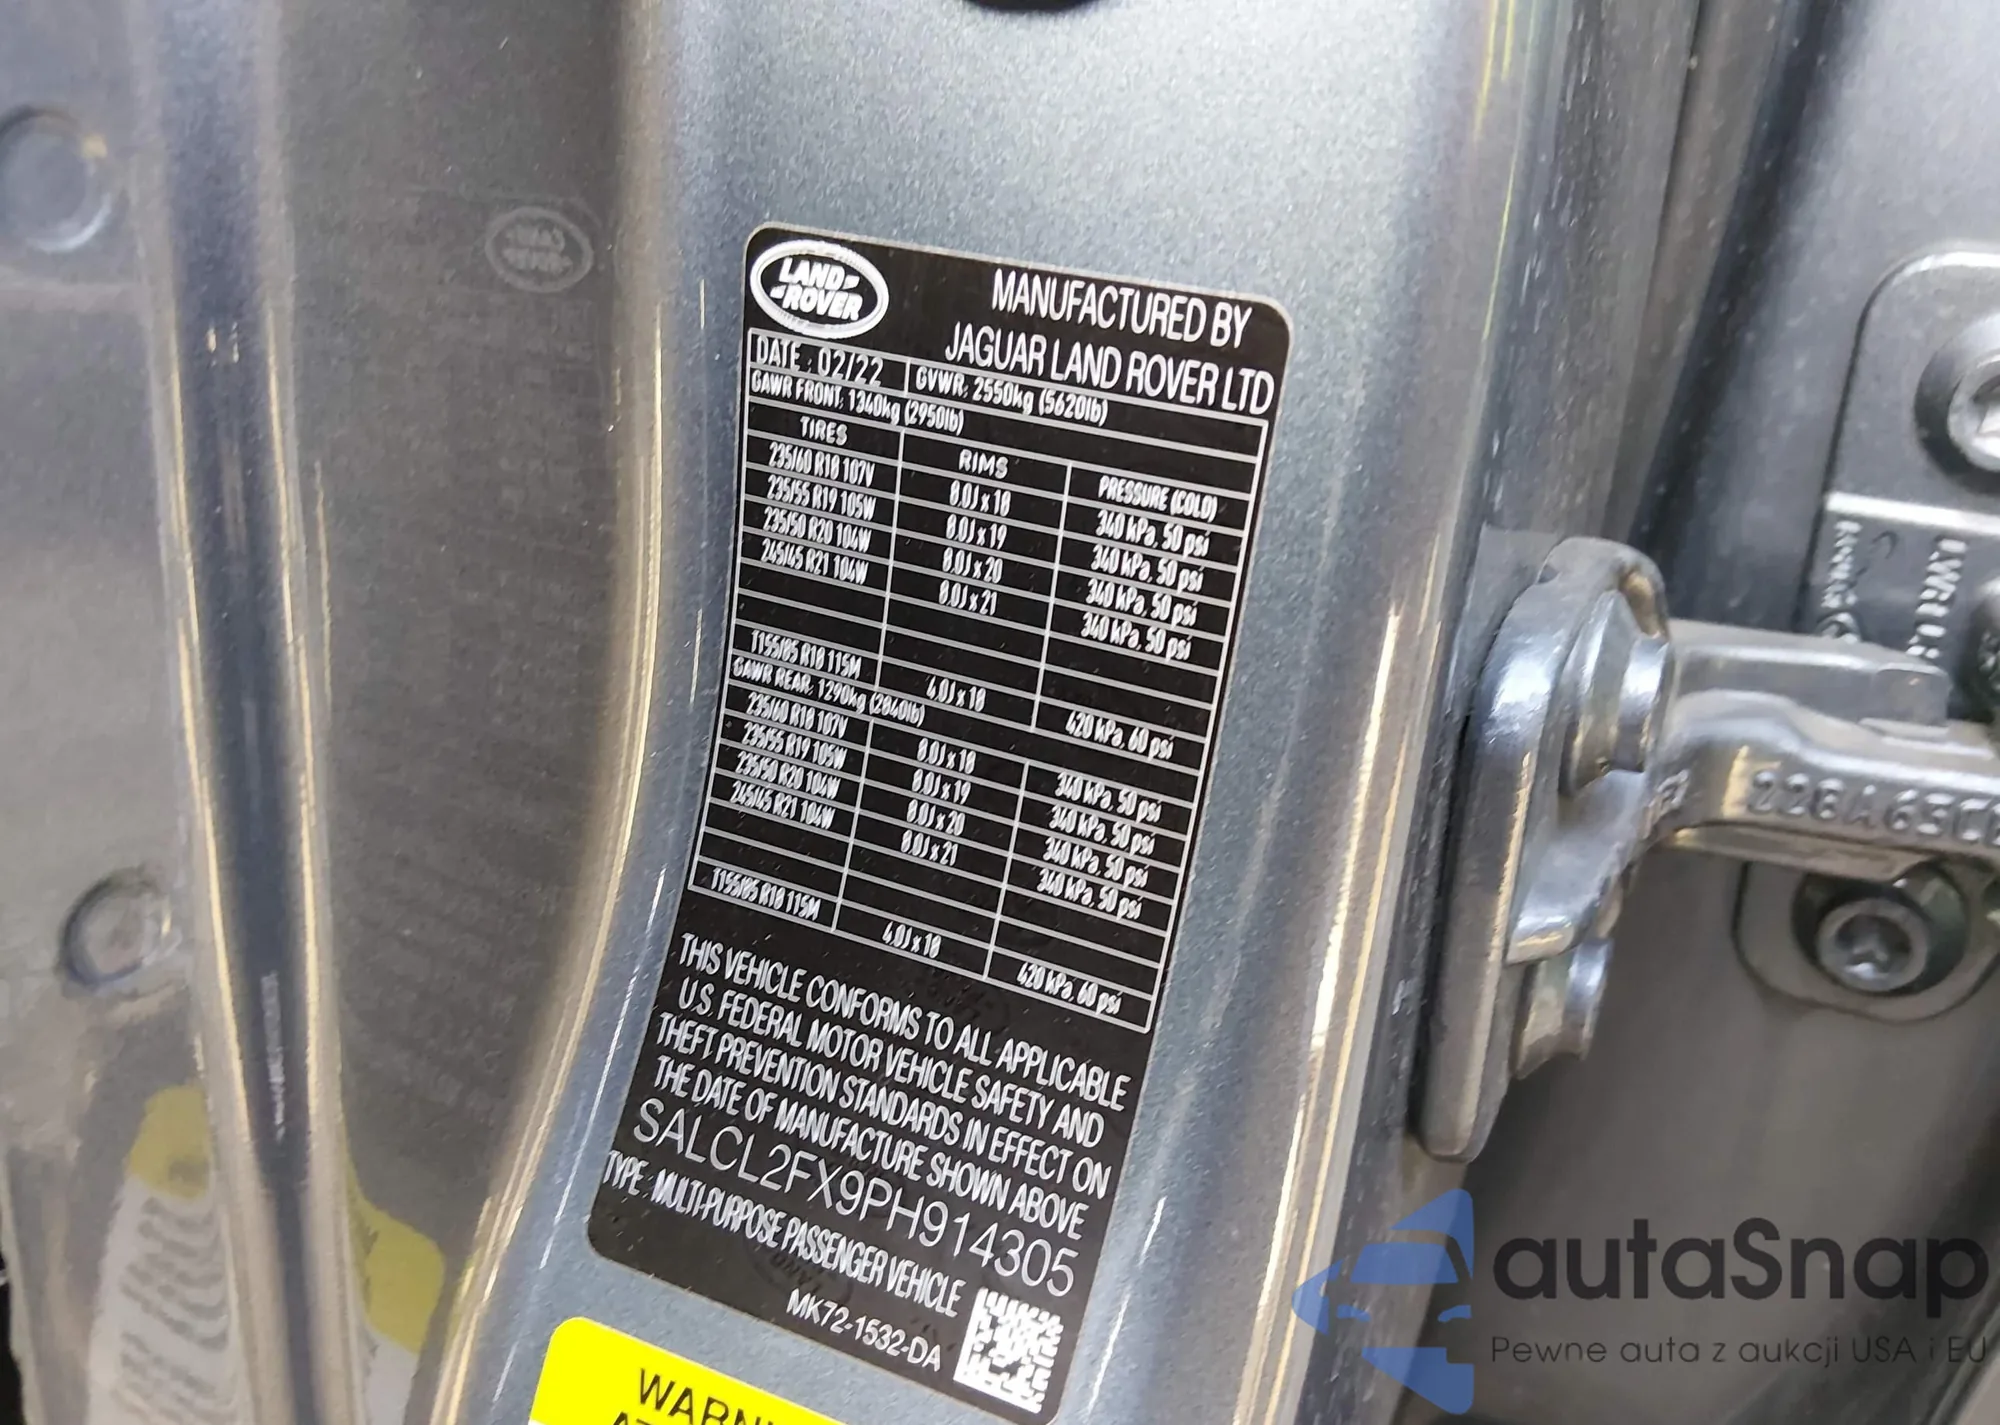 LAND
ROVER
MANUFACTURED BY
JAGUAR LAND ROVER LTD
DATE : 02/22 GVWR, 2550kg (5620lb)
GAWR FRONT, 1340kg (2950lb)
TIRES RIMS PRESSURE (COLD)
235/60 R18 107V 8.0J x 18 340 kPa, 50 psi
235/55 R19 105W 8.0J x 19 340 kPa, 50 psi
235/50 R20 104W 8.0J x 20 340 kPa, 50 psi
245/45 R21 104W 8.0J x 21 340 kPa, 50 psi
T155/85 R18 115M 4.0J x 18 420 kPa, 60 psi
GAWR REAR, 1290kg (2840lb)
235/60 R18 107V 8.0J x 18 340 kPa, 50 psi
235/55 R19 105W 8.0J x 19 340 kPa, 50 psi
235/50 R20 104W 8.0J x 20 340 kPa, 50 psi
245/45 R21 104W 8.0J x 21 340 kPa, 50 psi
T155/85 R18 115M 4.0J x 18 420 kPa, 60 psi
THIS VEHICLE CONFORMS TO ALL APPLICABLE
U.S. FEDERAL MOTOR VEHICLE SAFETY AND
THEFT PREVENTION STANDARDS IN EFFECT ON
THE DATE OF MANUFACTURE SHOWN ABOVE
SALCL2FX9PH914305
TYPE : MULTI-PURPOSE PASSENGER VEHICLE
MK72-1532-DA
autaSnap
Pewne auta z aukcji USA i EU